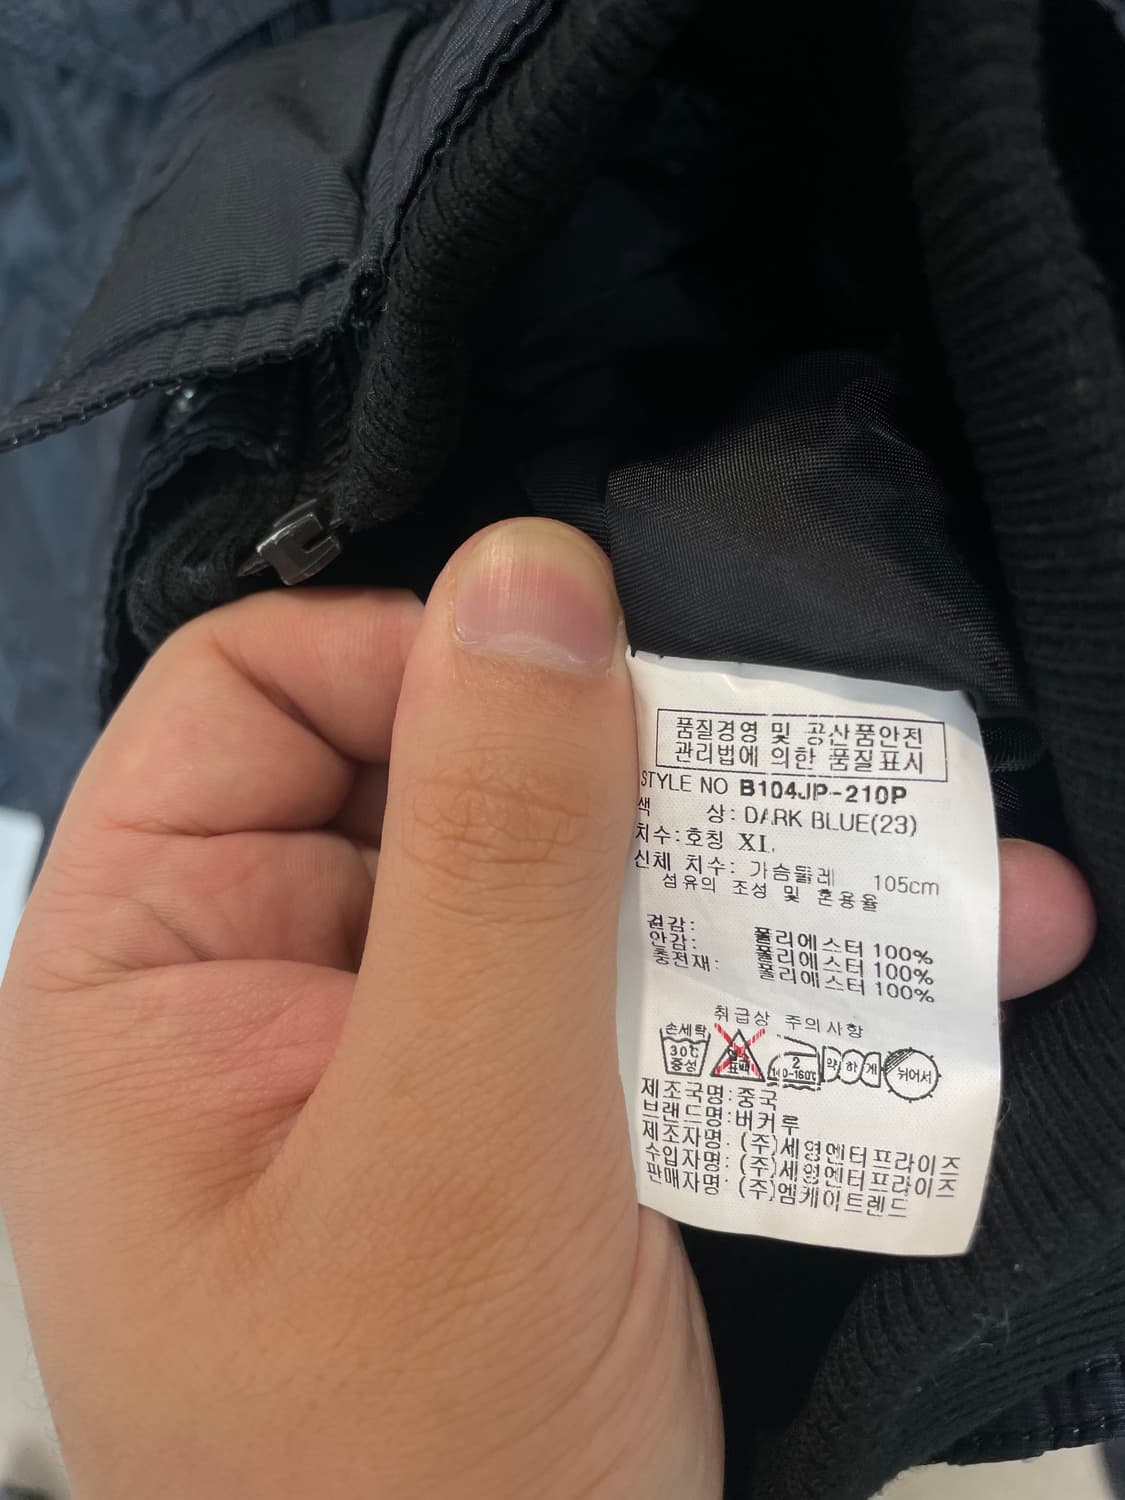 품질경영 및 공산품안전
관리법에 의한 품질표시
STYLE NO B104JP-210P
색 상: DARK BLUE(23)
치수:호칭 XL
신체 치수: 가슴둘레 105cm
섬유의 조성 및 혼용율
겉감: 폴리에스터 100%
안감: 폴리에스터 100%
충전재: 폴리에스터 100%
취급상 주의사항
손세탁
30℃
중성
표백
2
140~160℃
약하게
뉘어서
제조국명:중국
브랜드명:버커루
제조자명: (주)세영엔터프라이즈
수입자명: (주)세영엔터프라이즈
판매자명: (주)엠케이트렌드